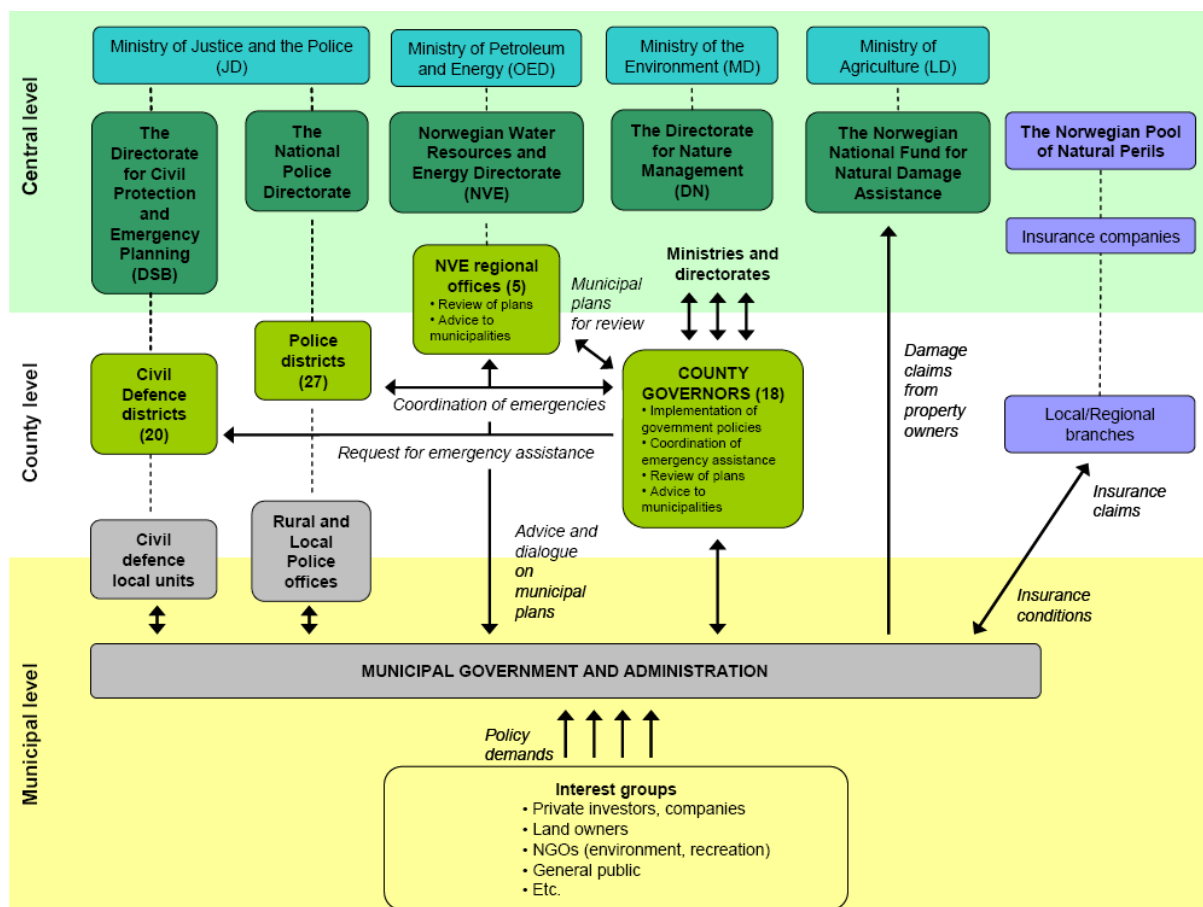 Central level
County level
Municipal level
Ministry of Justice and the Police
(JD)
Ministry of Petroleum
and Energy (OED)
Ministry of the
Environment (MD)
Ministry of
Agriculture (LD)
The
Directorate
for Civil
Protection
and
Emergency
Planning
(DSB)
The
National
Police
Directorate
Norwegian Water
Resources and
Energy Directorate
(NVE)
The Directorate
for Nature
Management
(DN)
The Norwegian
National Fund for
Natural Damage
Assistance
The Norwegian Pool
of Natural Perils
Insurance companies
NVE regional
offices (5)
• Review of plans
• Advice to
municipalities
Municipal
plans
for review
Ministries and
directorates
Civil
Defence
districts
(20)
Police
districts
(27)
Coordination of emergencies
Request for emergency assistance
COUNTY
GOVERNORS (18)
• Implementation of
government policies
• Coordination of
emergency assistance
• Review of plans
• Advice to
municipalities
Damage
claims
from
property
owners
Local/Regional
branches
Insurance
claims
Civil
defence
local units
Rural and
Local
Police
offices
Advice and
dialogue
on
municipal
plans
Insurance
conditions
MUNICIPAL GOVERNMENT AND ADMINISTRATION
Policy
demands
Interest groups
• Private investors, companies
• Land owners
• NGOs (environment, recreation)
• General public
• Etc.